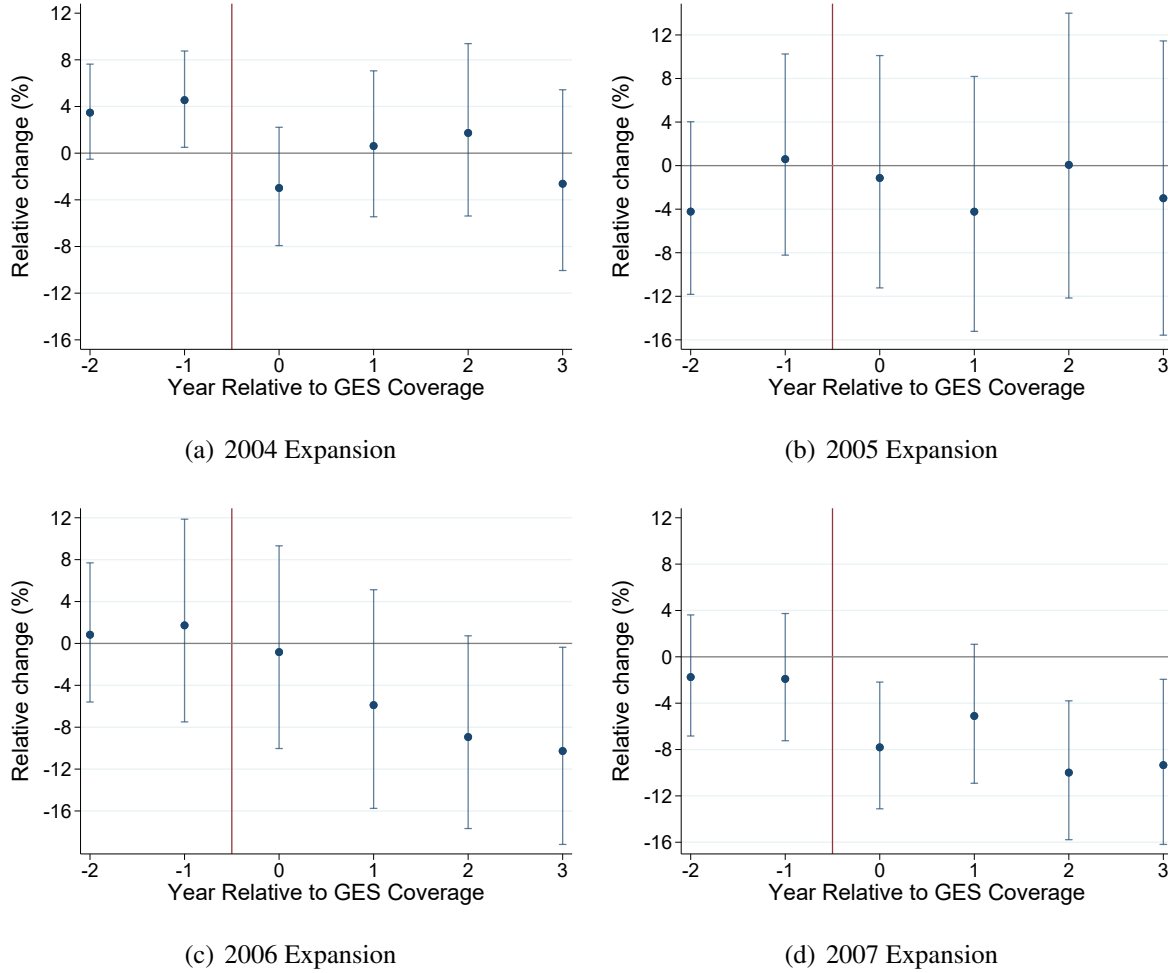 Relative change (%)
12
8
4
0
-4
-8
-12
-16
-2 -1 0 1 2 3
Year Relative to GES Coverage
(a) 2004 Expansion
Relative change (%)
12
8
4
0
-4
-8
-12
-16
-2 -1 0 1 2 3
Year Relative to GES Coverage
(b) 2005 Expansion
Relative change (%)
12
8
4
0
-4
-8
-12
-16
-2 -1 0 1 2 3
Year Relative to GES Coverage
(c) 2006 Expansion
Relative change (%)
12
8
4
0
-4
-8
-12
-16
-2 -1 0 1 2 3
Year Relative to GES Coverage
(d) 2007 Expansion